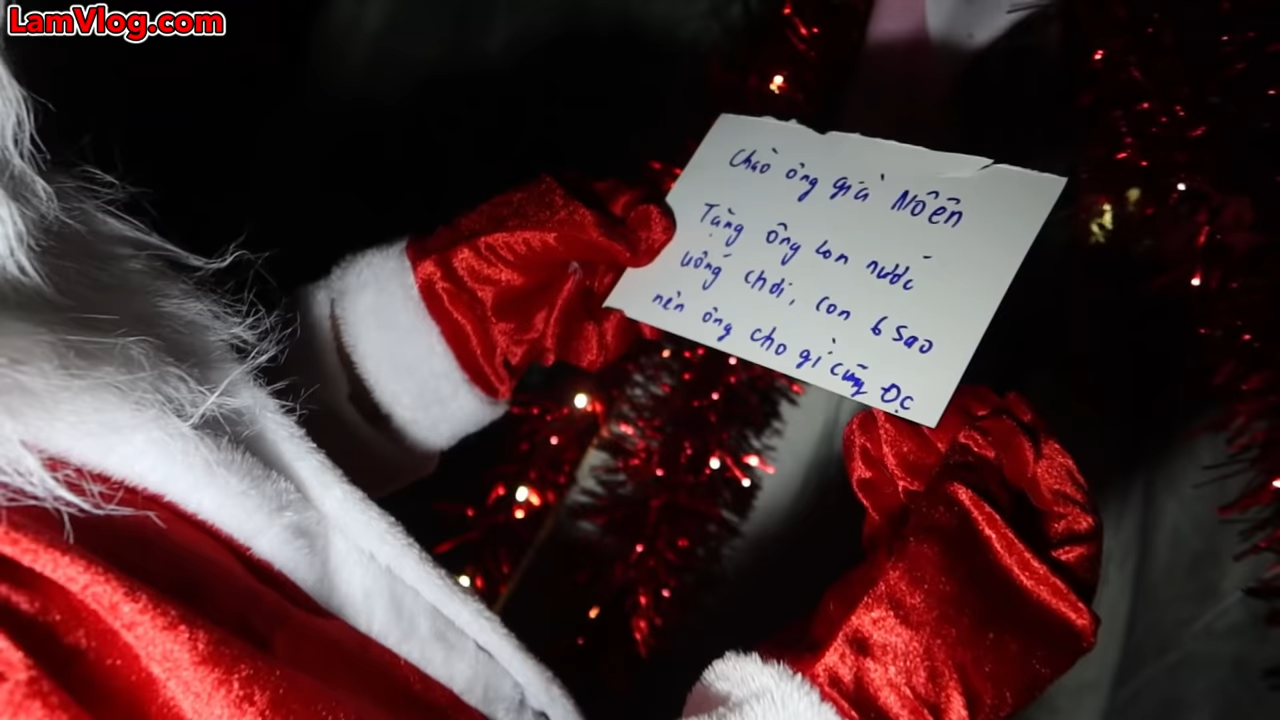 LamVlog.com
Chào ông già Nôên
Tặng ông lon nước
uống chơi, con 6 sao
nên ông cho gì cũng ĐC